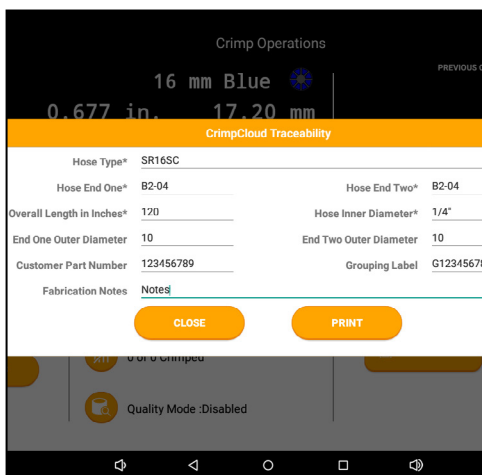 Crimp Operations
PREVIOUS
16 mm Blue
0.677 in. 17.20 mm
CrimpCloud Traceability
Hose Type* SR16SC
Hose End One* B2-04 Hose End Two* B2-04
Overall Length in Inches* 120 Hose Inner Diameter* 1/4"
End One Outer Diameter 10 End Two Outer Diameter 10
Customer Part Number 123456789 Grouping Label G12345678
Fabrication Notes Notes
CLOSE PRINT
Crimped
Quality Mode :Disabled